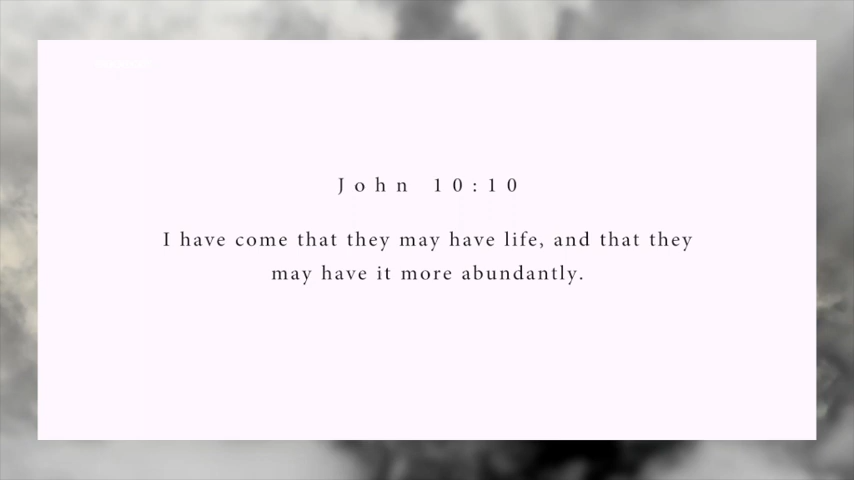 John 10:10
I have come that they may have life, and that they
may have it more abundantly.